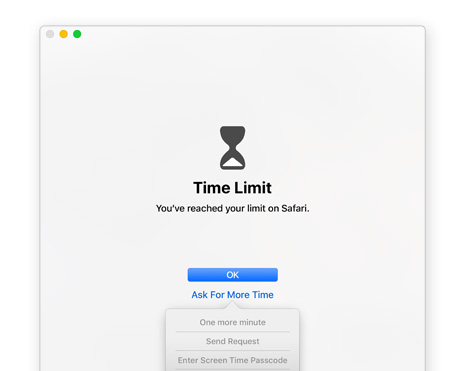 Time Limit
You've reached your limit on Safari.
OK
Ask For More Time
One more minute
Send Request
Enter Screen Time Passcode